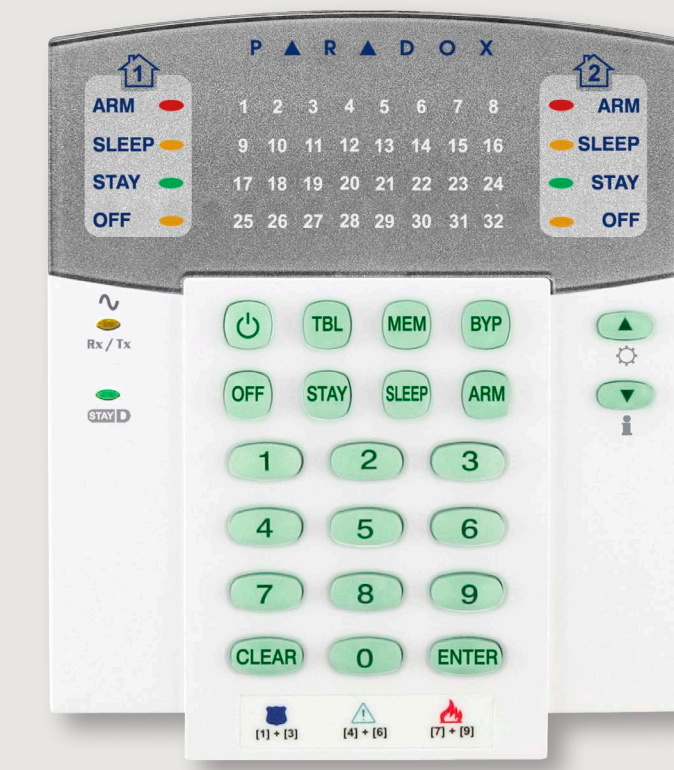 PARADOX
1 2
ARM 1 2 3 4 5 6 7 8 ARM
SLEEP 9 10 11 12 13 14 15 16 SLEEP
STAY 17 18 19 20 21 22 23 24 STAY
OFF 25 26 27 28 29 30 31 32 OFF
Rx / Tx
STAY D
TBL MEM BYP
OFF STAY SLEEP ARM
i
1 2 3
4 5 6
7 8 9
CLEAR 0 ENTER
[1] + [3] [4] + [6] [7] + [9]